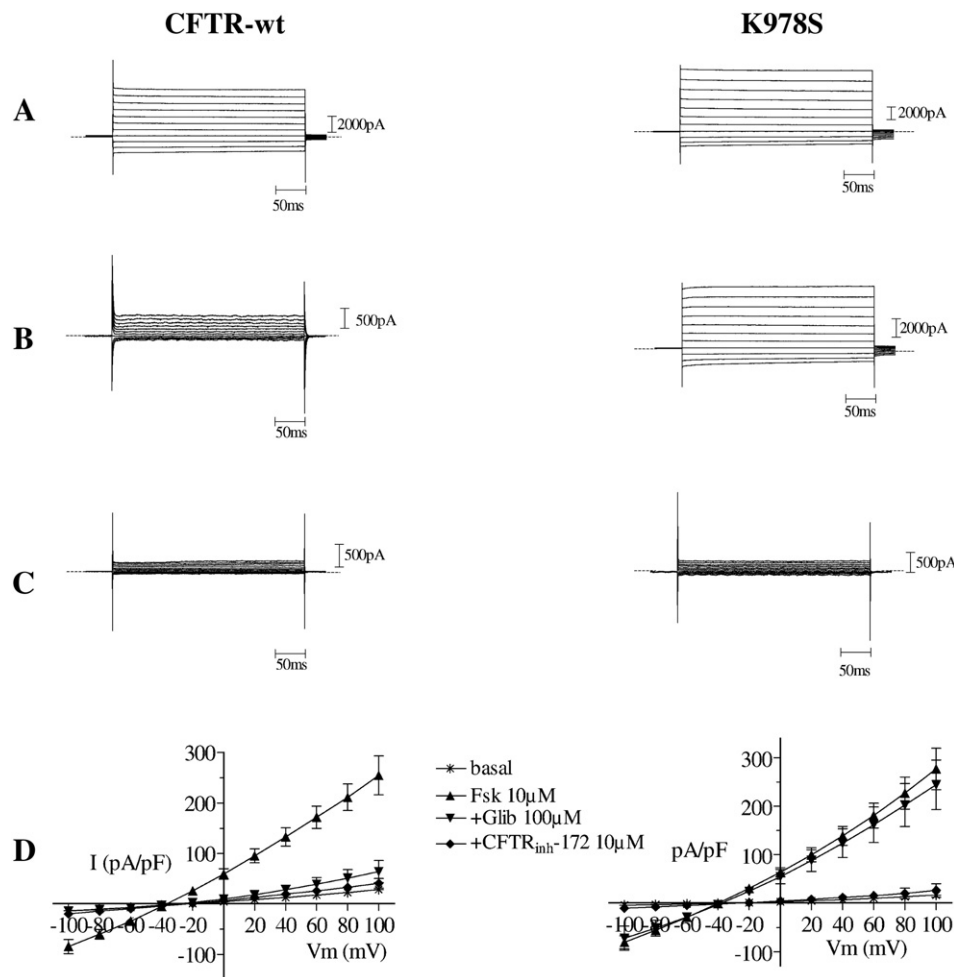 CFTR-wt K978S
A
2000pA 2000pA
50ms 50ms
B
500pA 2000pA
50ms 50ms
C
500pA 500pA
50ms 50ms
D
300
200
100
-100
I (pA/pF)
-100 -80 -60 -40 -20 0 20 40 60 80 100
Vm (mV)
basal
Fsk 10µM
+Glib 100µM
+CFTRinh-172 10µM
300
200
100
-100
pA/pF
-100 -80 -60 -40 -20 0 20 40 60 80 100
Vm (mV)